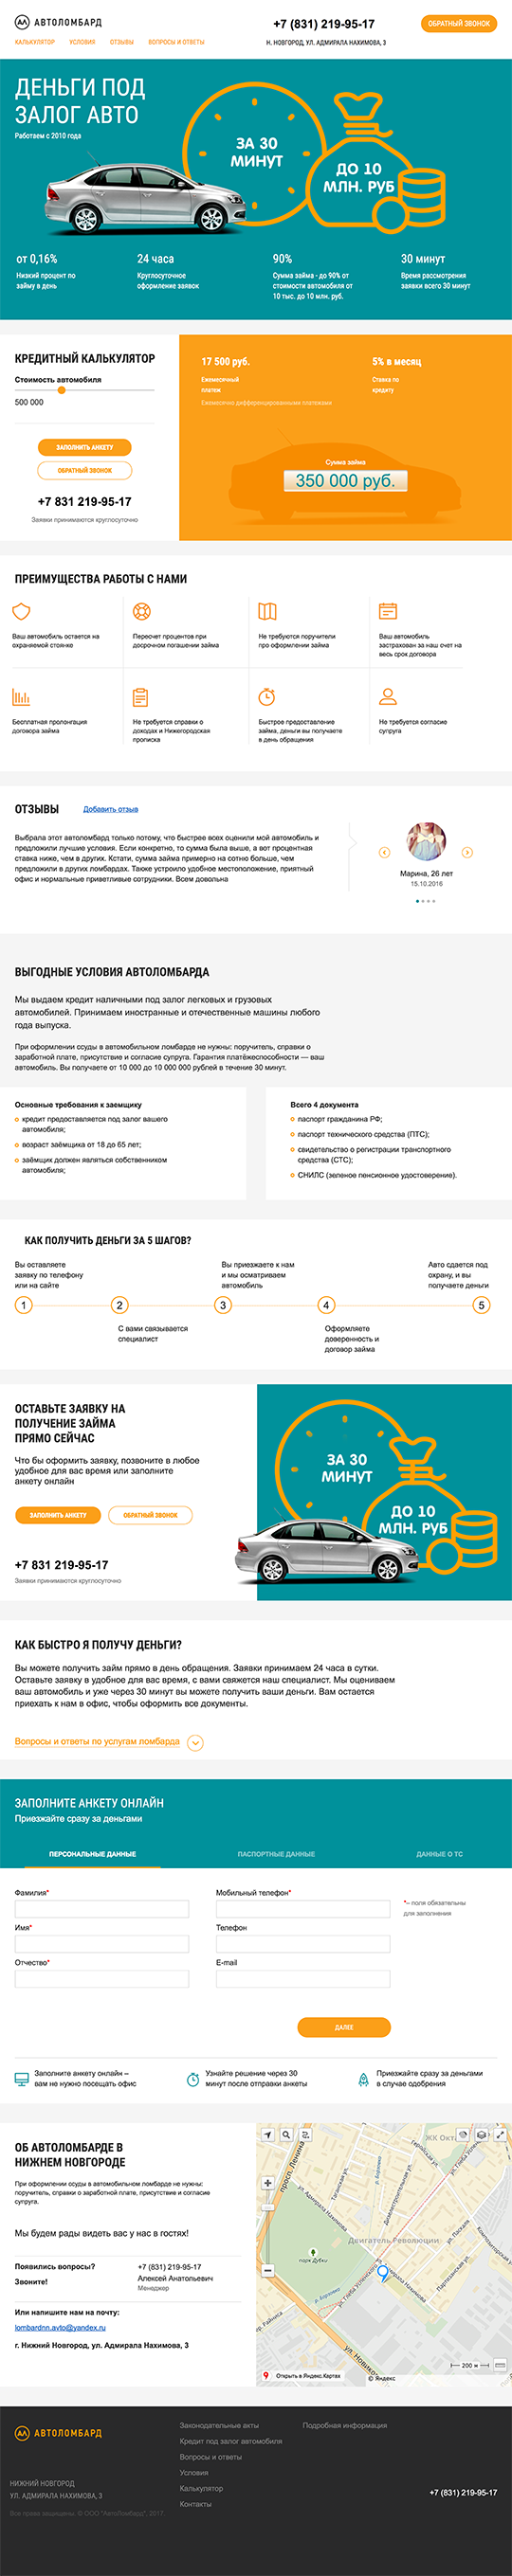 АВТОЛОМБАРД
+7 (831) 219-95-17
ОБРАТНЫЙ ЗВОНОК
КАЛЬКУЛЯТОР УСЛОВИЯ ОТЗЫВЫ ВОПРОСЫ И ОТВЕТЫ
Н. НОВГОРОД, УЛ. АДМИРАЛА НАХИМОВА, 3
ДЕНЬГИ ПОД
ЗАЛОГ АВТО
Работаем с 2010 года
ЗА 30
МИНУТ
ДО 10
МЛН. РУБ
от 0,16%
Низкий процент по
займу в день
24 часа
Круглосуточное
оформление заявок
90%
Сумма займа - до 90% от
стоимости автомобиля от
10 тыс. до 10 млн. руб.
30 минут
Время рассмотрения
заявки всего 30 минут
КРЕДИТНЫЙ КАЛЬКУЛЯТОР
Стоимость автомобиля
500 000
ЗАПОЛНИТЬ АНКЕТУ
ОБРАТНЫЙ ЗВОНОК
+7 831 219-95-17
Заявки принимаются круглосуточно
17 500 руб.
Ежемесячный
платеж
5% в месяц
Ставка по
кредиту
Ежемесячно дифференцированными платежами
Сумма займа
350 000 руб.
ПРЕИМУЩЕСТВА РАБОТЫ С НАМИ
Ваш автомобиль остается на
охраняемой стоянке
Пересчет процентов при
досрочном погашении займа
Не требуются поручители
про оформлении займа
Ваш автомобиль
застрахован за наш счет на
весь срок договора
Бесплатная пролонгация
договора займа
Не требуется справки о
доходах и Нижегородская
прописка
Быстрое предоставление
займа, деньги вы получаете
в день обращения
Не требуется согласие
супруга
ОТЗЫВЫ
Добавить отзыв
Выбрала этот автоломбард только потому, что быстрее всех оценили мой автомобиль и
предложили лучшие условия. Если конкретно, то сумма была выше, а вот процентная
ставка ниже, чем в других. Кстати, сумма займа примерно на сотню больше, чем
предложили в других ломбардах. Также устроило удобное местоположение, приятный
офис и нормальные приветливые сотрудники. Всем довольна
Марина, 26 лет
15.10.2016
ВЫГОДНЫЕ УСЛОВИЯ АВТОЛОМБАРДА
Мы выдаем кредит наличными под залог легковых и грузовых
автомобилей. Принимаем иностранные и отечественные машины любого
года выпуска.
При оформлении ссуды в автомобильном ломбарде не нужны: поручитель, справки о
заработной плате, присутствие и согласие супруга. Гарантия платёжеспособности — ваш
автомобиль. Вы получаете от 10 000 до 10 000 000 рублей в течение 30 минут.
Основные требования к заемщику
кредит предоставляется под залог вашего
автомобиля;
возраст заёмщика от 18 до 65 лет;
заёмщик должен являться собственником
автомобиля;
Всего 4 документа
паспорт гражданина РФ;
паспорт технического средства (ПТС);
свидетельство о регистрации транспортного
средства (СТС);
СНИЛС (зеленое пенсионное удостоверение).
КАК ПОЛУЧИТЬ ДЕНЬГИ ЗА 5 ШАГОВ?
Вы оставляете
заявку по телефону
или на сайте
Вы приезжаете к нам
и мы осматриваем
автомобиль
Авто сдается под
охрану, и вы
получаете деньги
1 2 3 4 5
С вами связывается
специалист
Оформляете
доверенность и
договор займа
ОСТАВЬТЕ ЗАЯВКУ НА
ПОЛУЧЕНИЕ ЗАЙМА
ПРЯМО СЕЙЧАС
Что бы оформить заявку, позвоните в любое
удобное для вас время или заполните
анкету онлайн
ЗАПОЛНИТЬ АНКЕТУ
ОБРАТНЫЙ ЗВОНОК
+7 831 219-95-17
Заявки принимаются круглосуточно
ЗА 30
МИНУТ
ДО 10
МЛН. РУБ
КАК БЫСТРО Я ПОЛУЧУ ДЕНЬГИ?
Вы можете получить займ прямо в день обращения. Заявки принимаем 24 часа в сутки.
Оставьте заявку в удобное для вас время, с вами свяжется наш специалист. Мы оцениваем
ваш автомобиль и уже через 30 минут вы можете получить ваши деньги. Вам остается
приехать к нам в офис, чтобы оформить все документы.
Вопросы и ответы по услугам ломбарда
ЗАПОЛНИТЕ АНКЕТУ ОНЛАЙН
Приезжайте сразу за деньгами
ПЕРСОНАЛЬНЫЕ ДАННЫЕ
ПАСПОРТНЫЕ ДАННЫЕ
ДАННЫЕ О ТС
Фамилия*
Мобильный телефон*
*– поля обязательны
для заполнения
Имя*
Телефон
Отчество*
E-mail
ДАЛЕЕ
Заполните анкету онлайн –
вам не нужно посещать офис
Узнайте решение через 30
минут после отправки анкеты
Приезжайте сразу за деньгами
в случае одобрения
ОБ АВТОЛОМБАРДЕ В
НИЖНЕМ НОВГОРОДЕ
При оформлении ссуды в автомобильном ломбарде не нужны:
поручитель, справки о заработной плате, присутствие и согласие
супруга.
Мы будем рады видеть вас у нас в гостях!
Появились вопросы?
Звоните!
+7 (831) 219-95-17
Алексей Анатольевич
Менеджер
Или напишите нам на почту:
lombardnn.avto@yandex.ru
г. Нижний Новгород, ул. Адмирала Нахимова, 3
просп. Ленина
парк Дубки
Двигатель Революции
ул. Адмирала Нахимова
200 м
Открыть в Яндекс.Картах
© Яндекс
АВТОЛОМБАРД
НИЖНИЙ НОВГОРОД
УЛ. АДМИРАЛА НАХИМОВА, 3
Все права защищены. © ООО "АвтоЛомбард", 2017.
Законодательные акты
Кредит под залог автомобиля
Вопросы и ответы
Условия
Калькулятор
Контакты
Подробная информация
+7 (831) 219-95-17